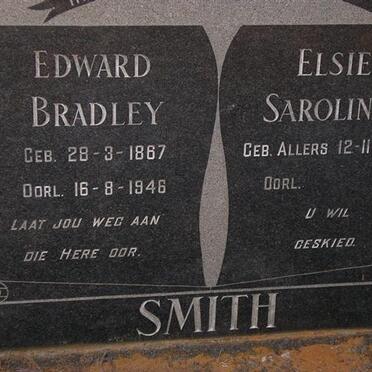 EDWARD
BRADLEY
GEB. 28-3-1887
OORL. 16-8-1946
LAAT JOU WEG AAN
DIE HERE OOR.
ELSIE
SAROLIN
GEB. ALLERS 12-11
OORL.
U WIL
GESKIED.
SMITH